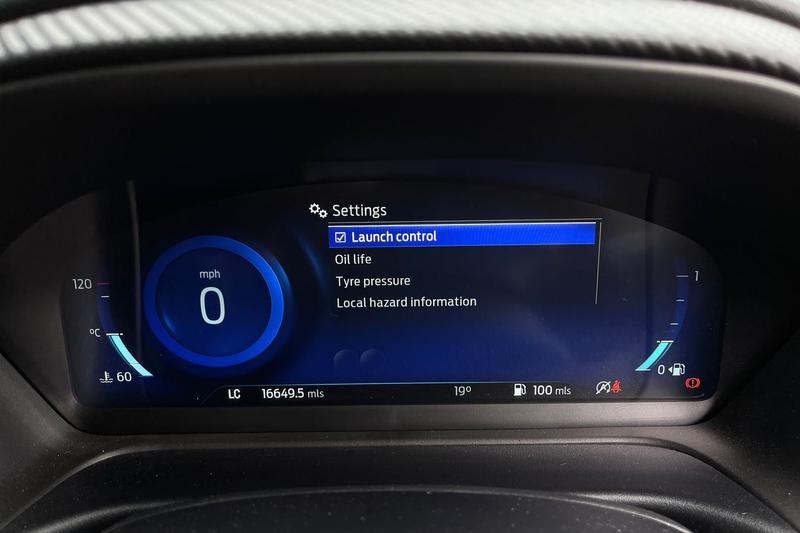 Settings
Launch control
Oil life
Tyre pressure
Local hazard information
mph
0
120
°C
60
1
0
LC 16649.5 mls 19° 100 mls